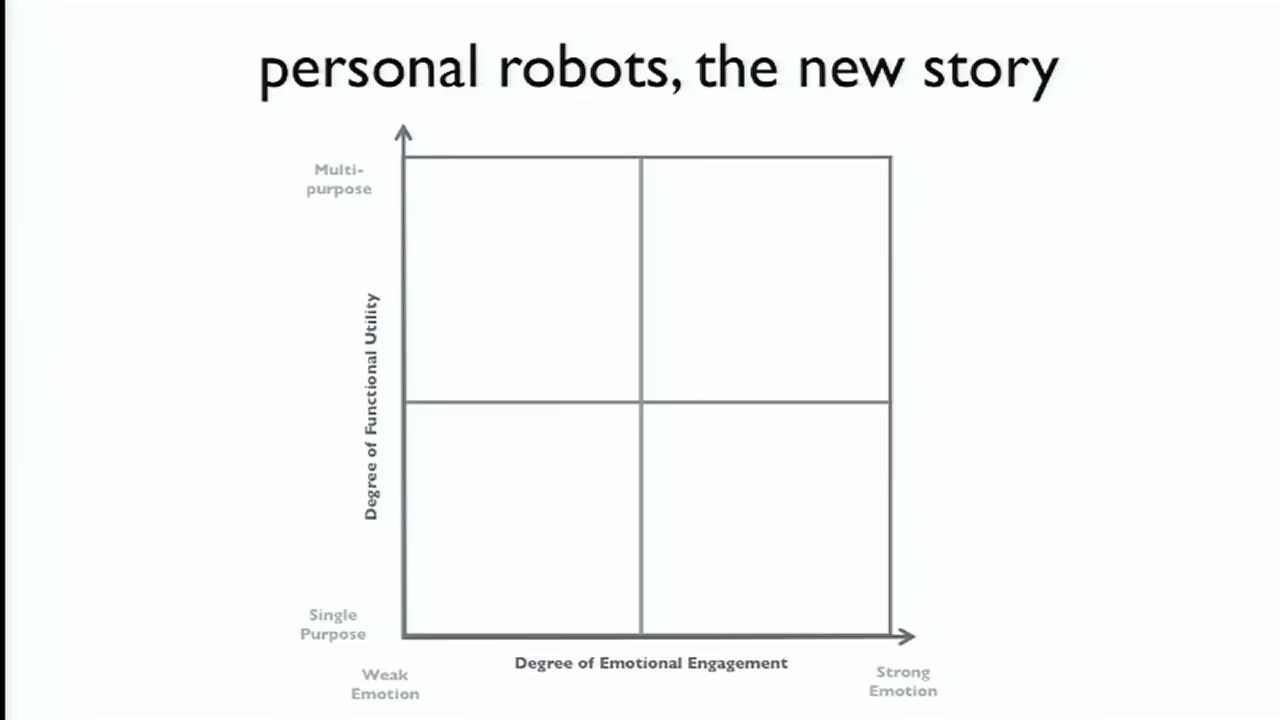 personal robots, the new story
Multi-
purpose
Degree of Functional Utility
Single
Purpose
Degree of Emotional Engagement
Weak
Emotion
Strong
Emotion